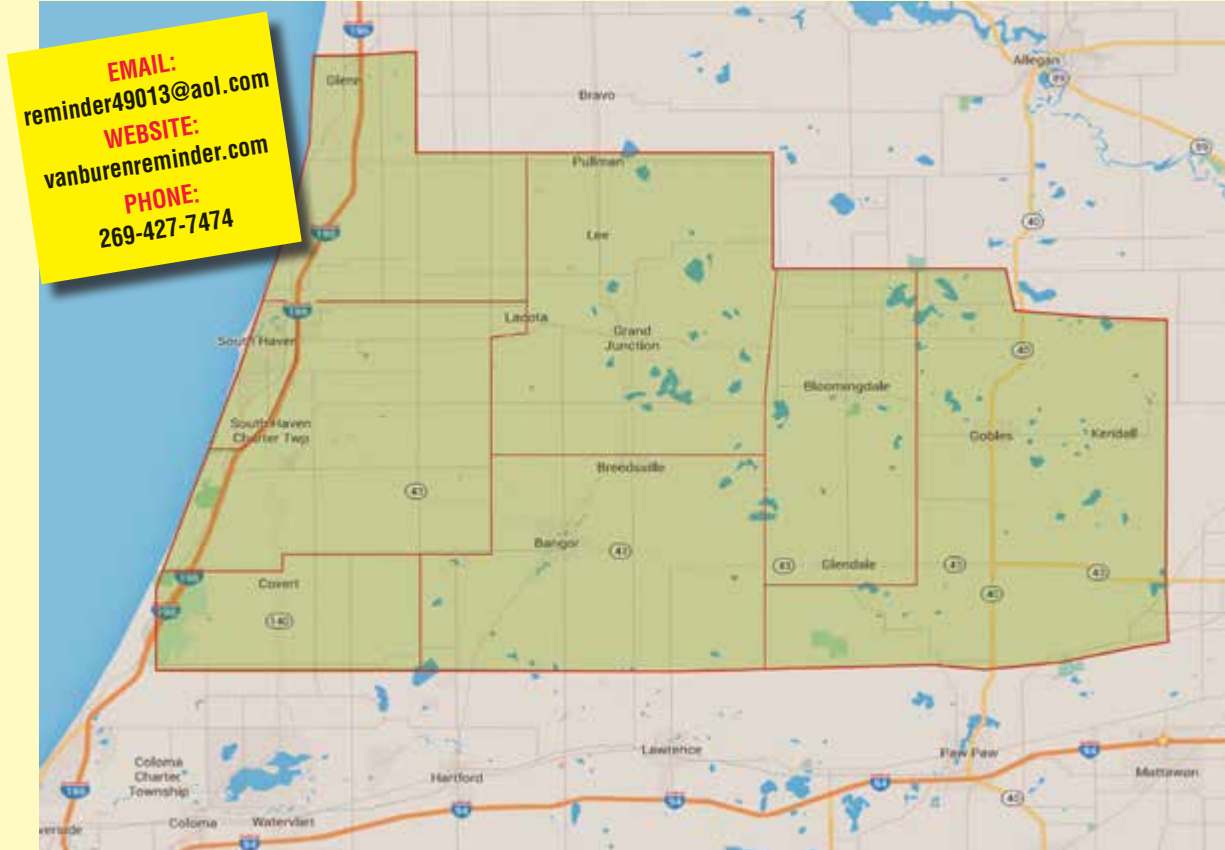 EMAIL:
reminder49013@aol.com
WEBSITE:
vanburenreminder.com
PHONE:
269-427-7474
196
Glenn
Bravo
Allegan
89
89
Pullman
196
Lee
40
196
Lacota
South Haven
Grand
Junction
40
Bloomingdale
South Haven
Charter Twp
Gobles
Kendall
Breedsville
43
Bangor
43
43
Glendale
43
43
196
Covert
40
196
140
Lawrence
Paw Paw
94
Coloma
Charter
Township
Hartford
94
Mattawan
196
94
94
40
Coloma
Watervliet
94